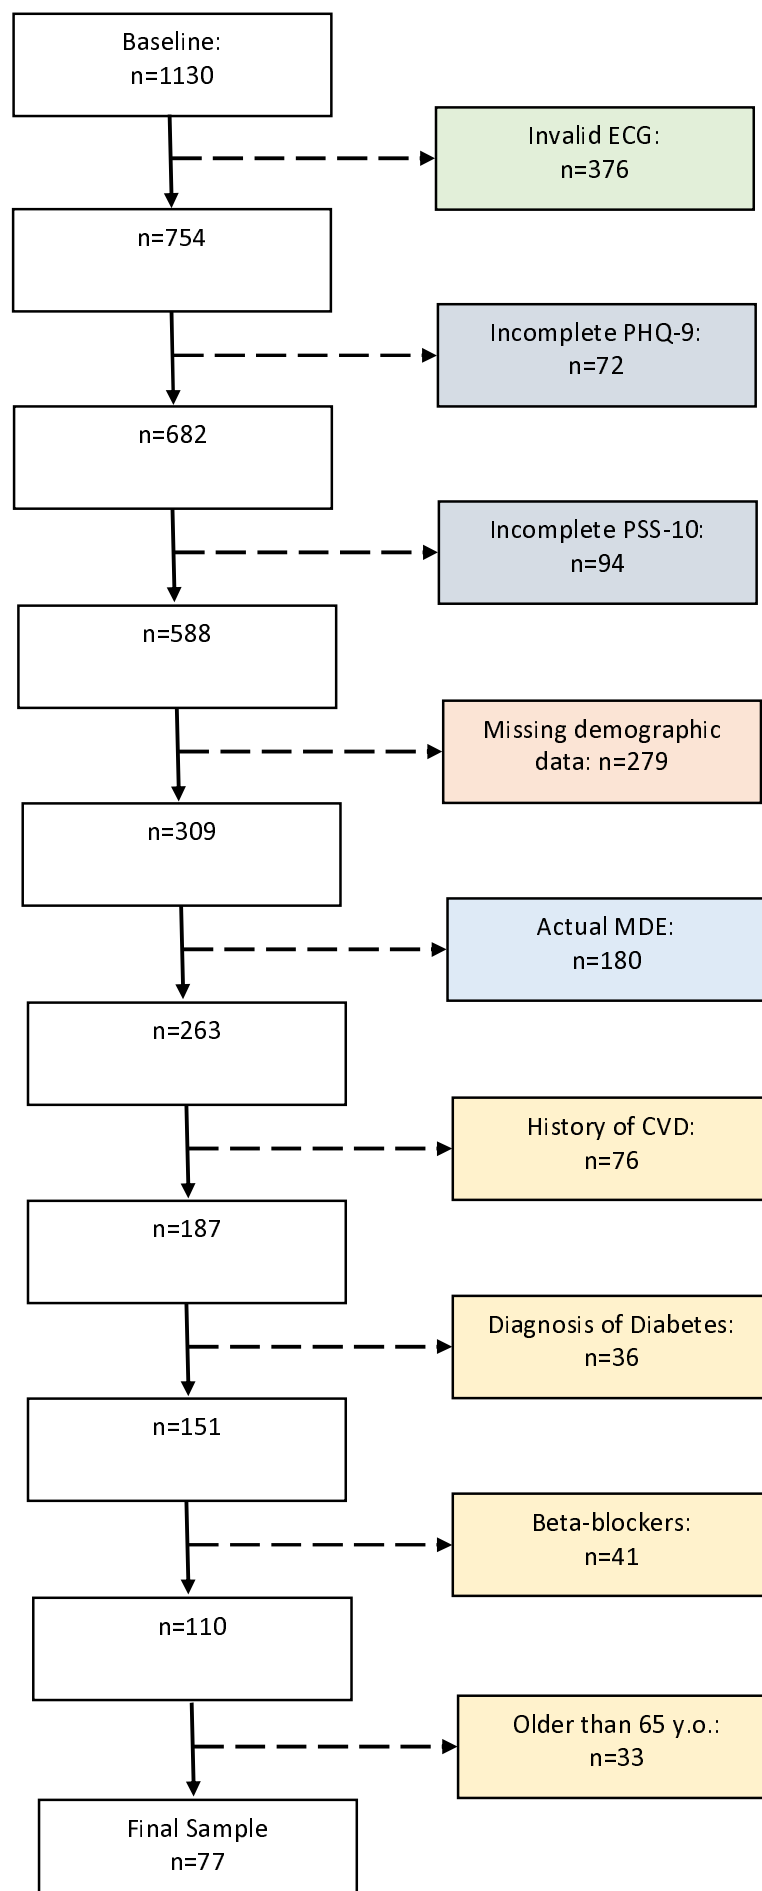 Baseline:
n=1130
Invalid ECG:
n=376
n=754
Incomplete PHQ-9:
n=72
n=682
Incomplete PSS-10:
n=94
n=588
Missing demographic
data: n=279
n=309
Actual MDE:
n=180
n=263
History of CVD:
n=76
n=187
Diagnosis of Diabetes:
n=36
n=151
Beta-blockers:
n=41
n=110
Older than 65 y.o.:
n=33
Final Sample
n=77